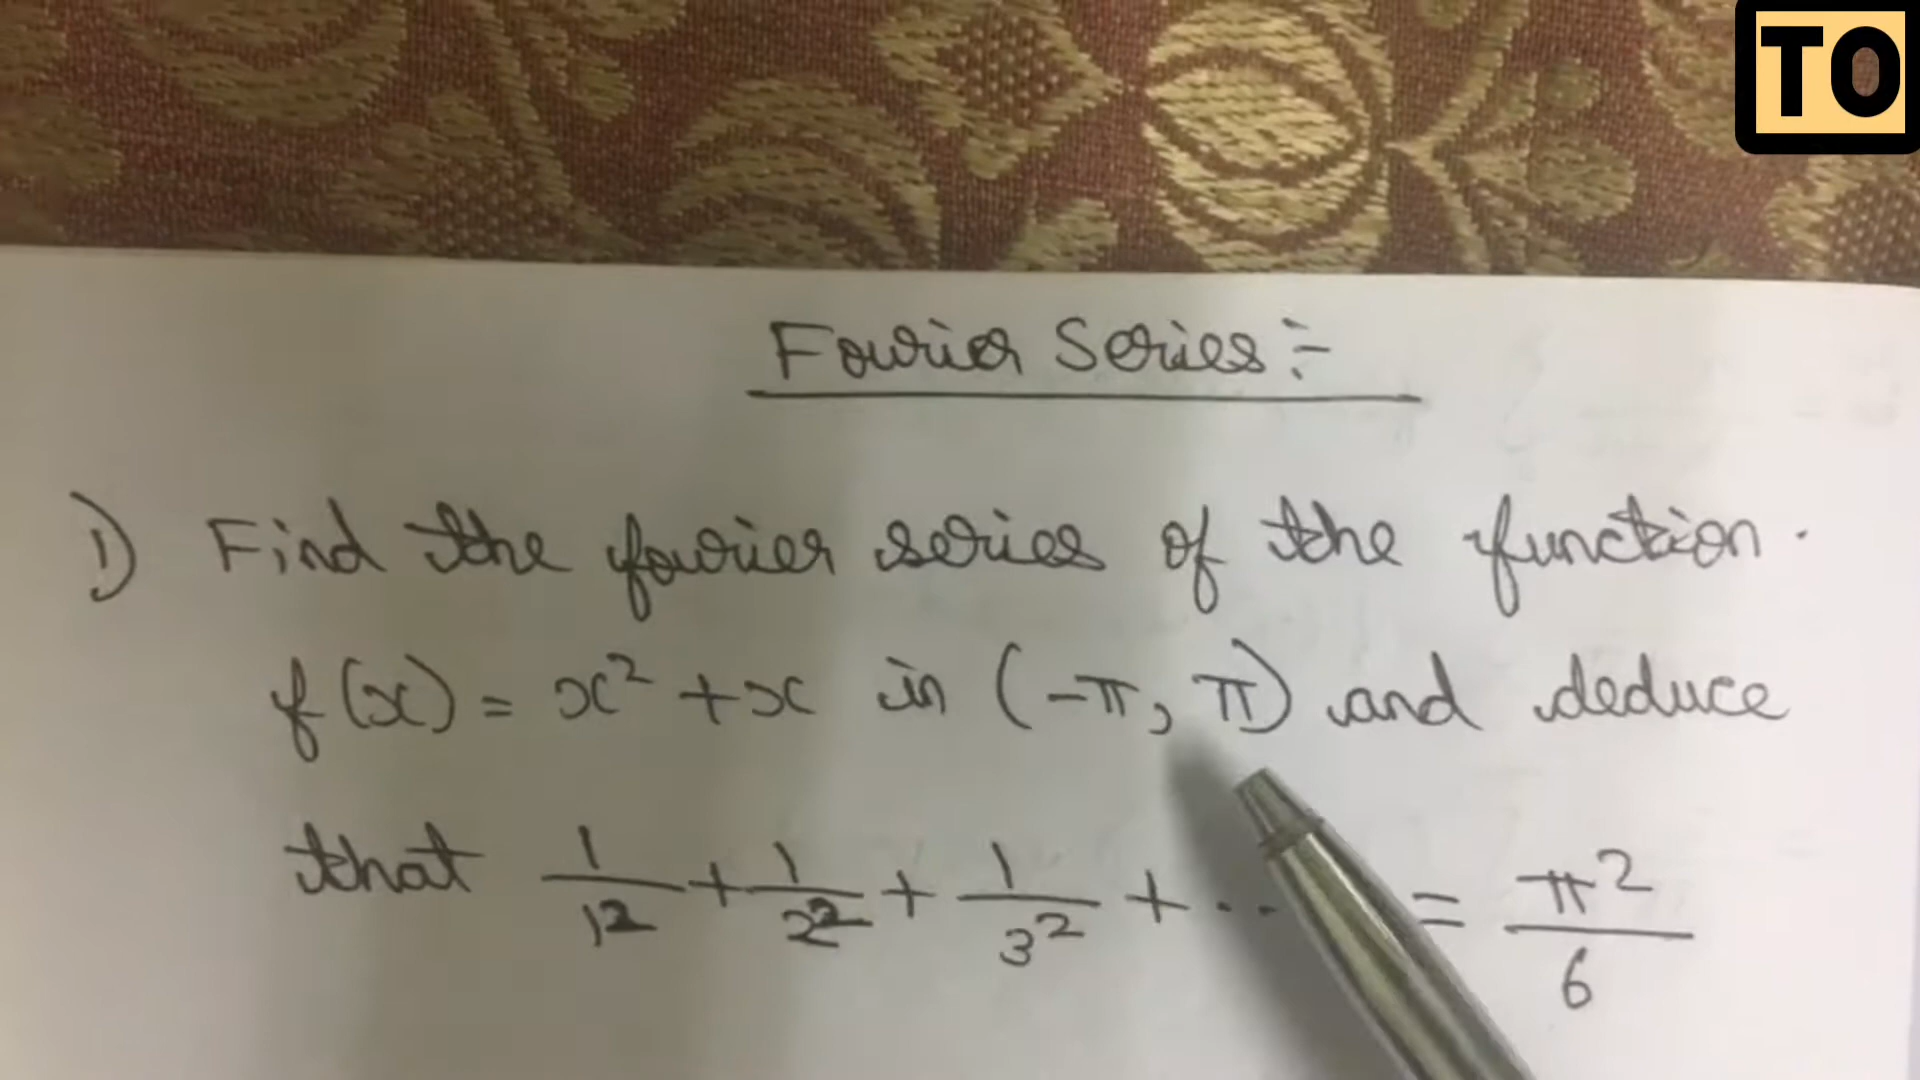 TO
Fourier Series :-
1) Find the fourier series of the function.
f(x) = x² + x in (-π, π) and deduce
that 1/1² + 1/2² + 1/3² + ... = π²/6